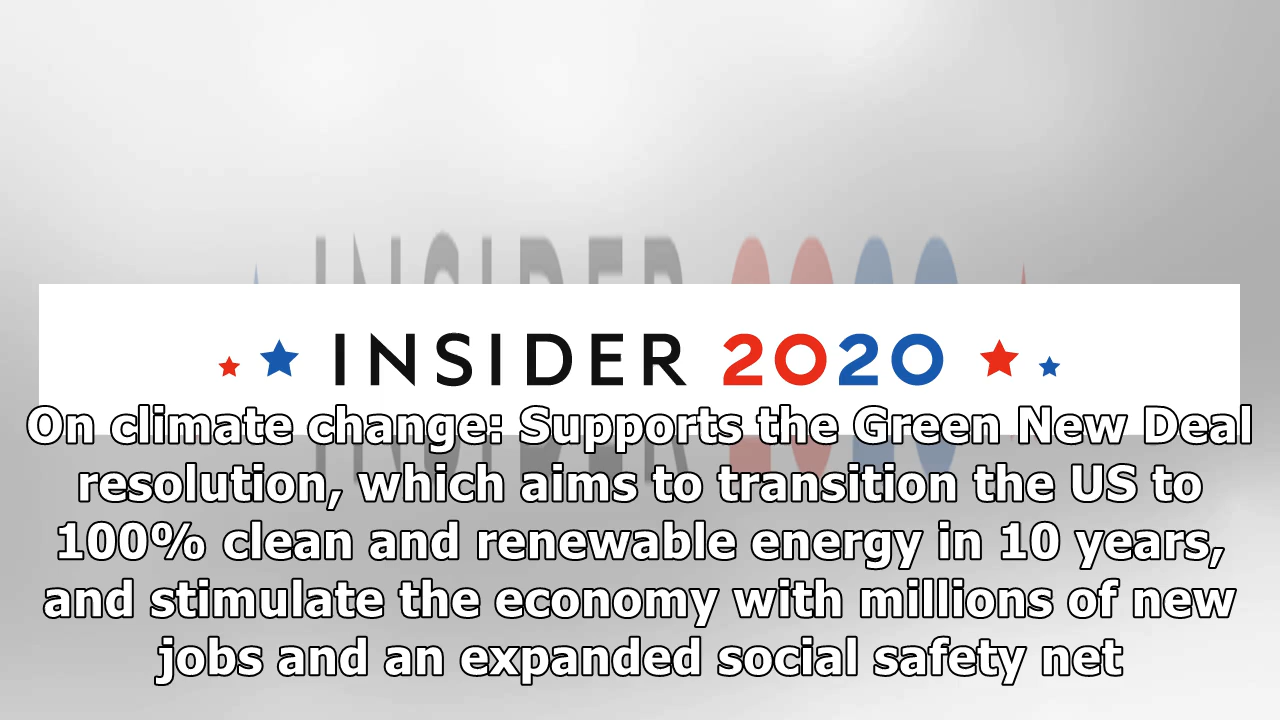 INSIDER 2020
On climate change: Supports the Green New Deal
resolution, which aims to transition the US to
100% clean and renewable energy in 10 years,
and stimulate the economy with millions of new
jobs and an expanded social safety net